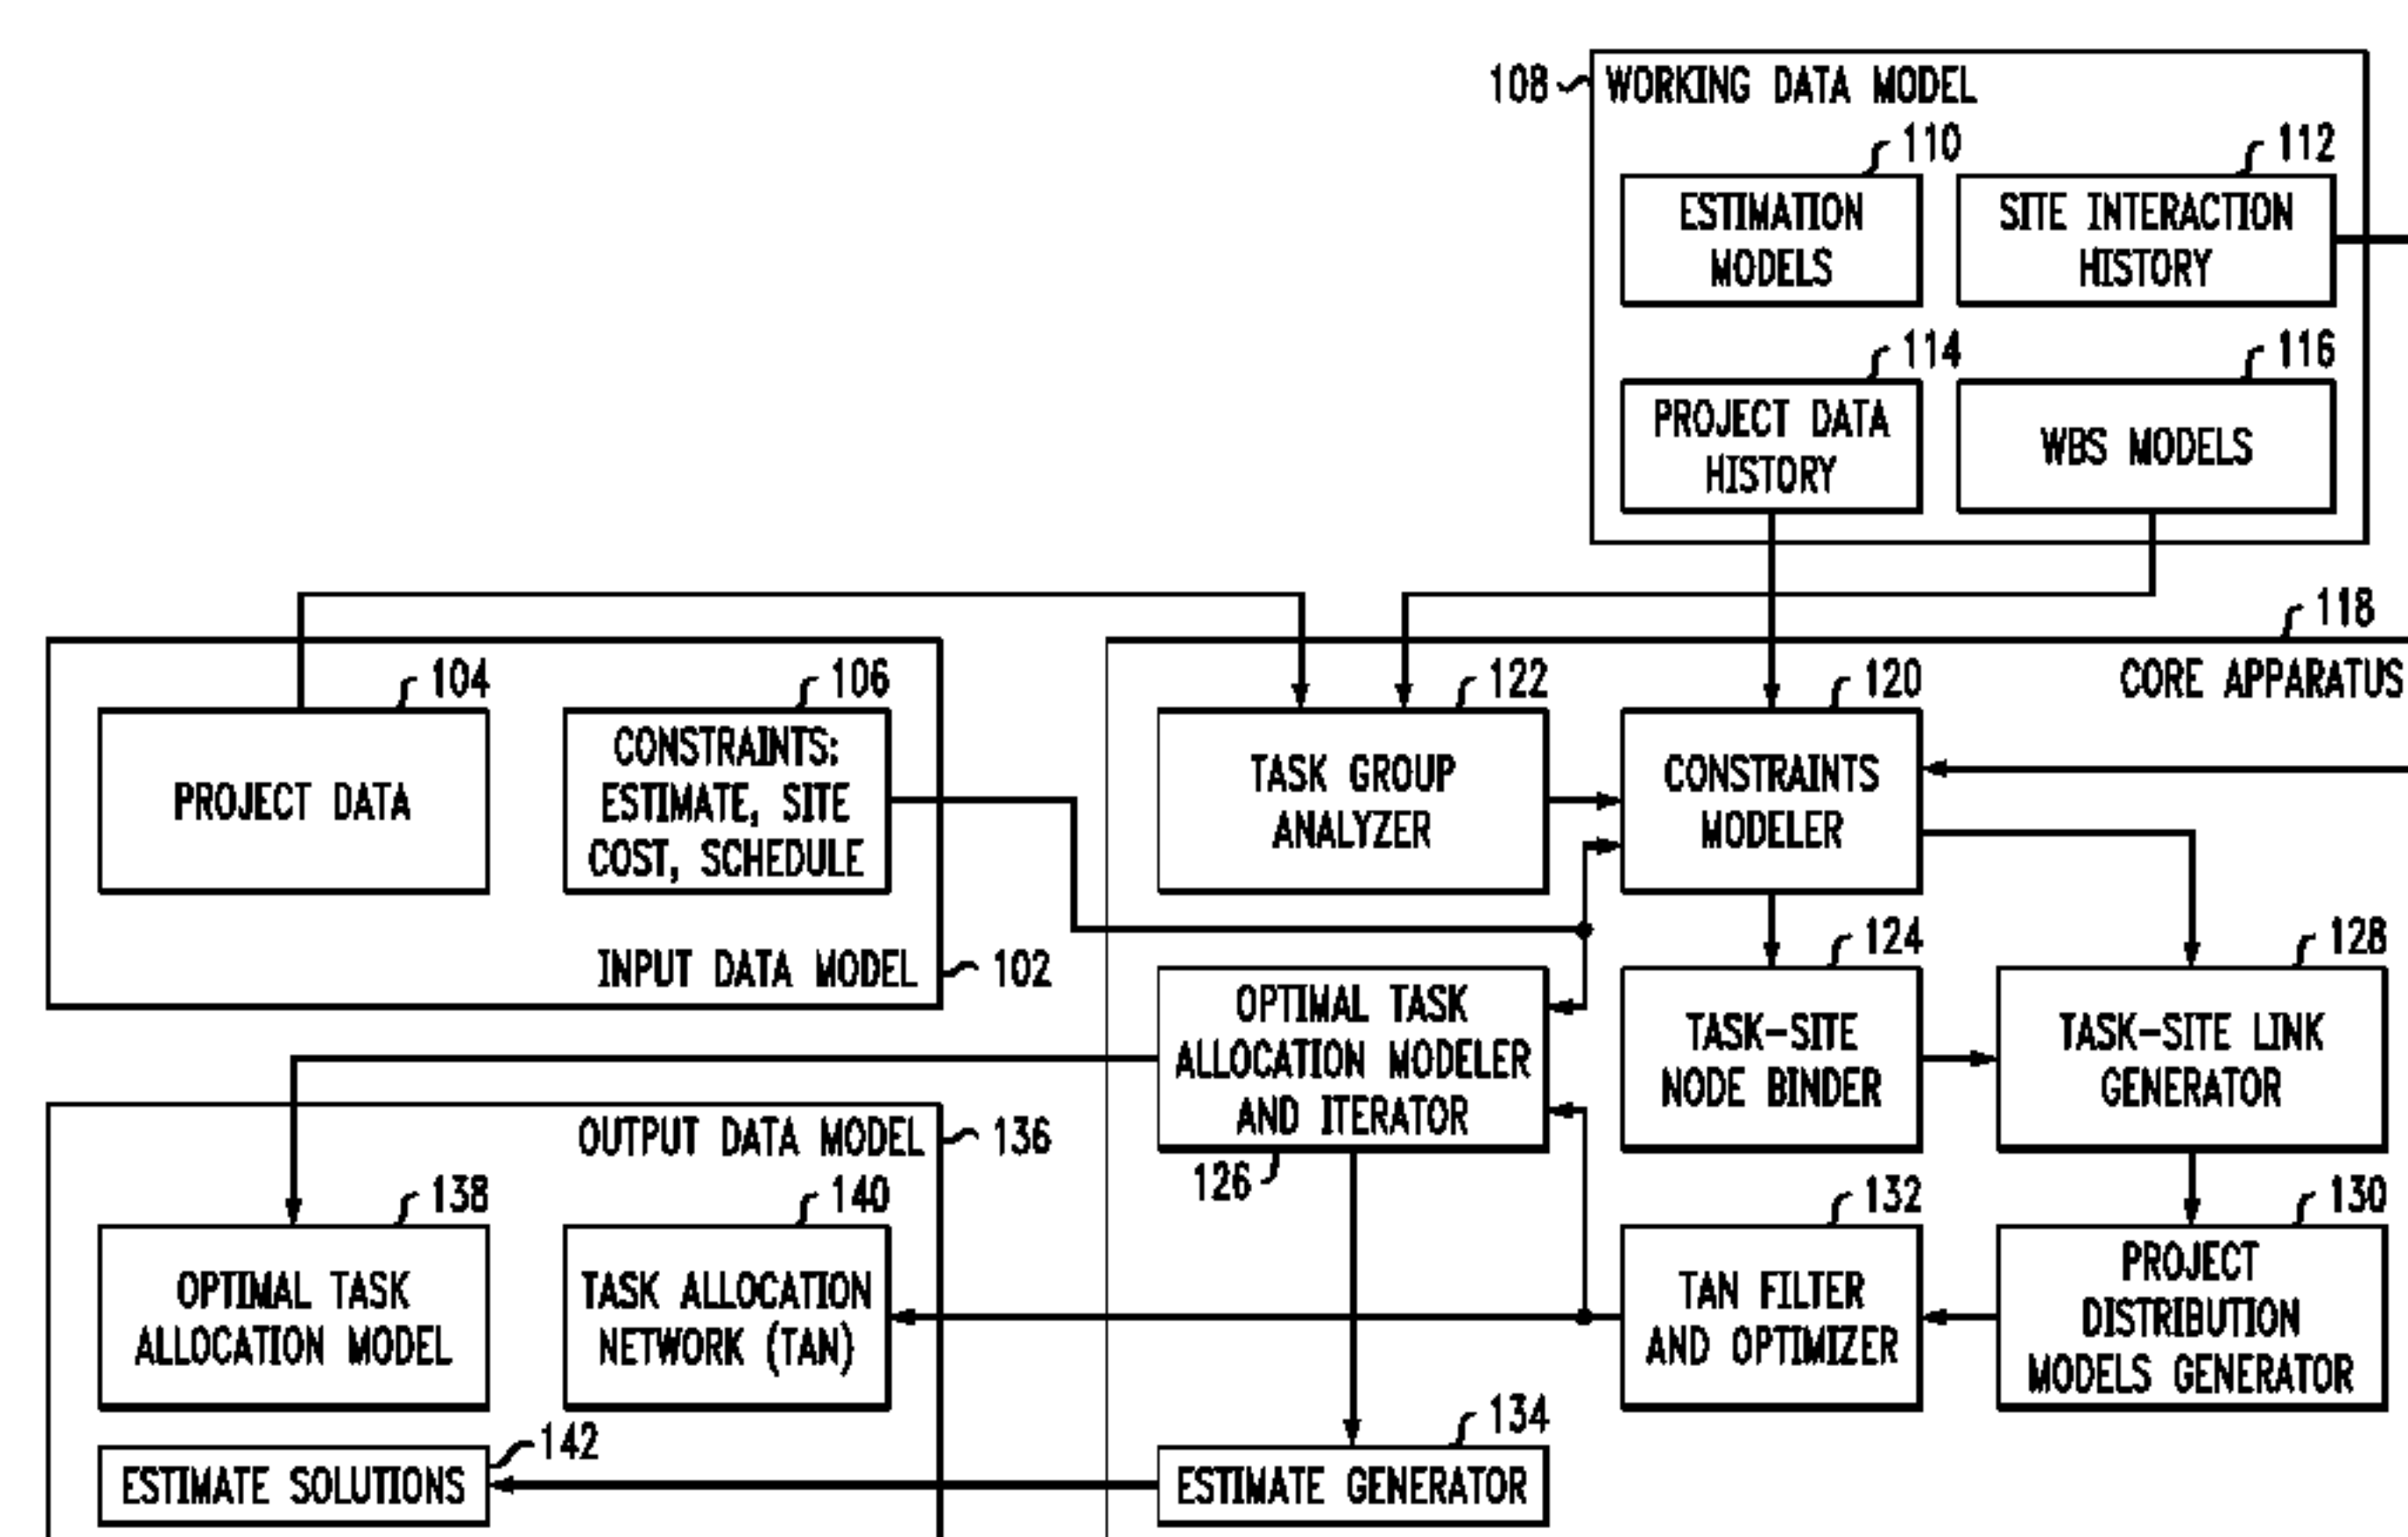 108
WORKING DATA MODEL
110
112
ESTIMATION
MODELS
SITE INTERACTION
HISTORY
114
116
PROJECT DATA
HISTORY
WBS MODELS
118
CORE APPARATUS
104
106
PROJECT DATA
CONSTRAINTS:
ESTIMATE, SITE
COST, SCHEDULE
INPUT DATA MODEL
102
122
120
TASK GROUP
ANALYZER
CONSTRAINTS
MODELER
124
128
OPTIMAL TASK
ALLOCATION MODELER
AND ITERATOR
126
TASK-SITE
NODE BINDER
TASK-SITE LINK
GENERATOR
OUTPUT DATA MODEL
136
138
140
132
130
OPTIMAL TASK
ALLOCATION MODEL
TASK ALLOCATION
NETWORK (TAN)
TAN FILTER
AND OPTIMIZER
PROJECT
DISTRIBUTION
MODELS GENERATOR
142
134
ESTIMATE SOLUTIONS
ESTIMATE GENERATOR